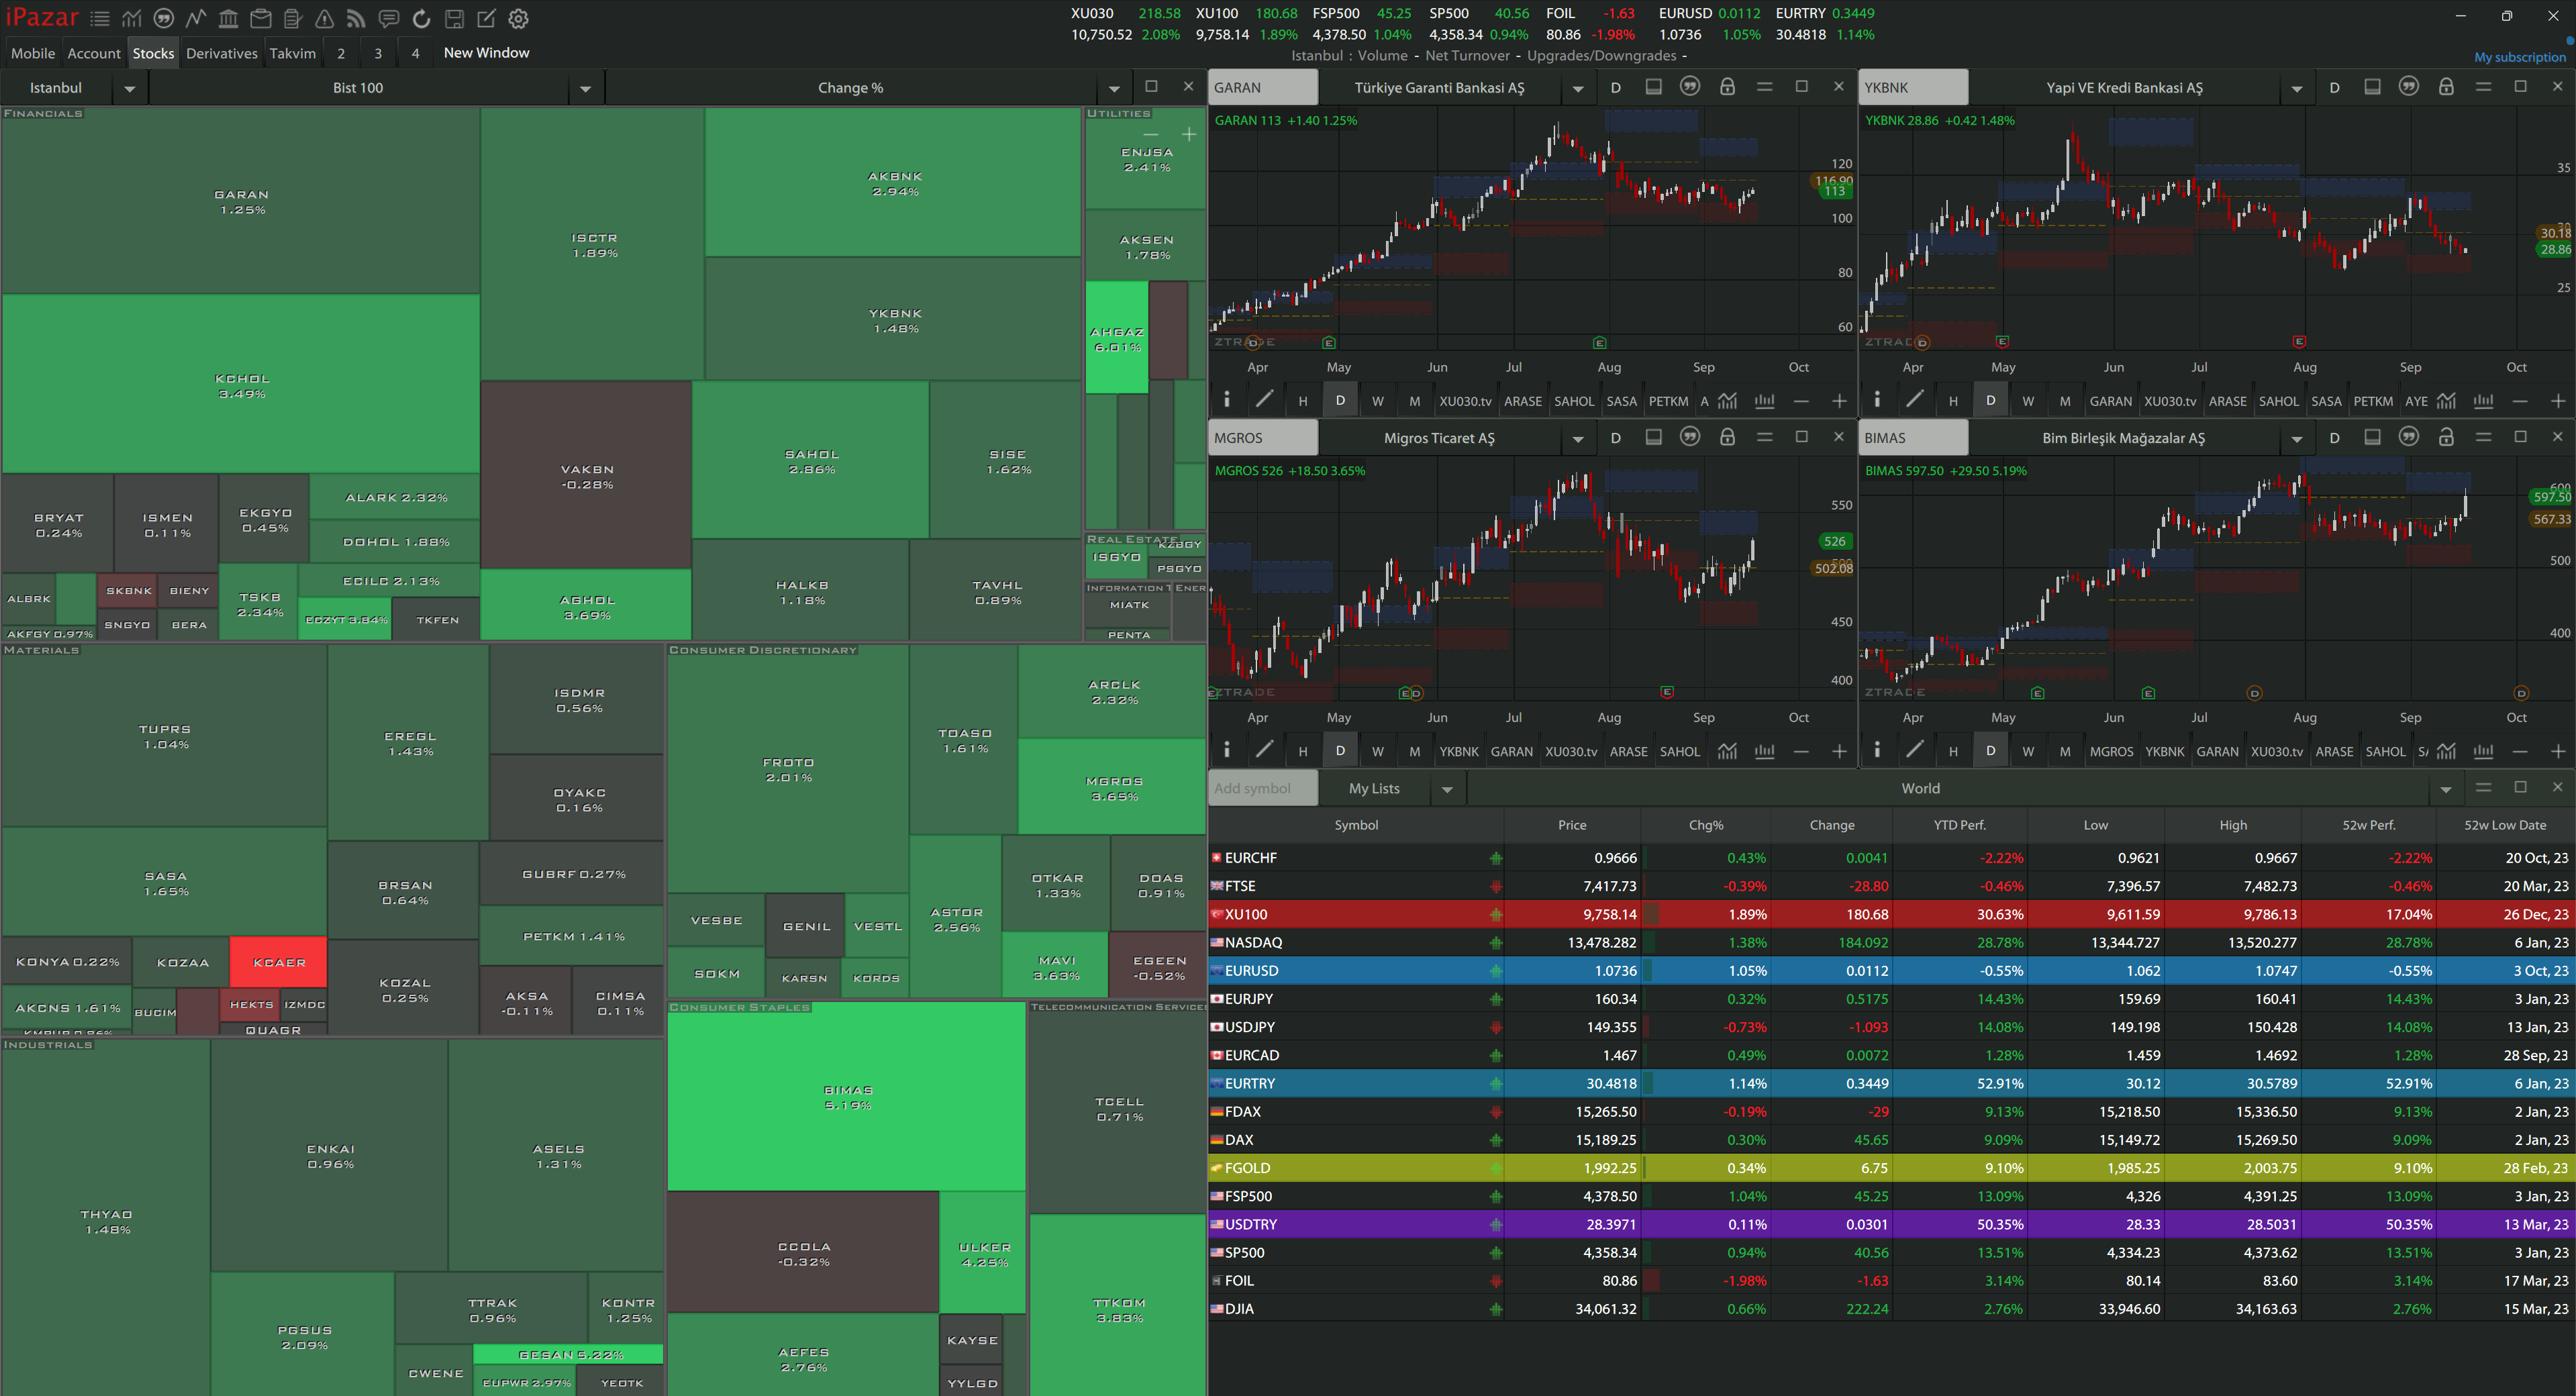 iPazar
XU030 218.58 XU100 180.68 FSP500 45.25 SP500 40.56 FOIL -1.63 EURUSD 0.0112 EURTRY 0.3449
10,750.52 2.08% 9,758.14 1.89% 4,378.50 1.04% 4,358.34 0.94% 80.86 -1.98% 1.0736 1.05% 30.4818 1.14%
Mobile Account Stocks Derivatives Takvim 2 3 4 New Window
Istanbul : Volume - Net Turnover - Upgrades/Downgrades -
My subscription
Istanbul Bist 100 Change %
FINANCIALS
GARAN
1.25%
KCHOL
3.49%
ISCTR
1.89%
AKBNK
2.94%
YKBNK
1.48%
VAKBN
-0.28%
SAHOL
2.86%
SISE
1.62%
AGHOL
3.69%
HALKB
1.18%
TAVHL
0.89%
BRYAT
0.24%
ISMEN
0.11%
EKGYO
0.45%
ALARK 2.32%
DOHOL 1.88%
ECILC 2.13%
ALBRK
SKBNK
BIENY
TSKB
2.34%
ECZYT 3.84%
TKFEN
AKFGY 0.97%
SNGYO
BERA
UTILITIES
ENJSA
2.41%
AKSEN
1.78%
AHGAZ
6.01%
REAL ESTATE
ISGYO
KZBGY
PSGYO
INFORMATION T
ENER
MIATK
PENTA
MATERIALS
TUPRS
1.04%
EREGL
1.43%
ISDMR
0.56%
OYAKC
0.16%
SASA
1.65%
BRSAN
0.64%
GUBRF 0.27%
PETKM 1.41%
KONYA 0.22%
KOZAA
KCAER
KOZAL
0.25%
AKSA
-0.11%
CIMSA
0.11%
AKCNS 1.61%
BUCIM
HEKTS
IZMDC
QUAGR
CONSUMER DISCRETIONARY
FROTO
2.01%
TOASO
1.61%
ARCLK
2.32%
MGROS
3.65%
ASTOR
2.56%
OTKAR
1.33%
DOAS
0.91%
VESBE
GENIL
VESTL
SOKM
KARSN
KORDS
MAVI
3.63%
EGEEN
-0.52%
INDUSTRIALS
THYAO
1.48%
ENKAI
0.96%
ASELS
1.31%
PGSUS
2.09%
TTRAK
0.96%
KONTR
1.25%
GESAN 5.22%
CWENE
EUPWR 2.97%
YEOTK
CONSUMER STAPLES
BIMAS
5.19%
CCOLA
-0.32%
ULKER
4.25%
AEFES
2.76%
KAYSE
YYLGD
TELECOMMUNICATION SERVICE
TCELL
0.71%
TTKOM
3.83%
GARAN Türkiye Garanti Bankasi AŞ D
GARAN 113 +1.40 1.25%
120
116.90
113
100
80
60
ZTRADE
D E E
Apr May Jun Jul Aug Sep Oct
H D W M XU030.tv ARASE SAHOL SASA PETKM A
YKBNK Yapi VE Kredi Bankasi AŞ D
YKBNK 28.86 +0.42 1.48%
35
30.18
28.86
25
D E E
Apr May Jun Jul Aug Sep Oct
H D W M GARAN XU030.tv ARASE SAHOL SASA PETKM AYE
MGROS Migros Ticaret AŞ D
MGROS 526 +18.50 3.65%
550
526
502.08
450
400
ZTRADE
E E D E
Apr May Jun Jul Aug Sep Oct
H D W M YKBNK GARAN XU030.tv ARASE SAHOL
BIMAS Bim Birleşik Mağazalar AŞ D
BIMAS 597.50 +29.50 5.19%
600
597.50
567.33
500
400
ZTRADE
E E D D
Apr May Jun Jul Aug Sep Oct
H D W M MGROS YKBNK GARAN XU030.tv ARASE SAHOL
Add symbol My Lists World
Symbol Price Chg% Change YTD Perf. Low High 52w Perf. 52w Low Date
EURCHF 0.9666 0.43% 0.0041 -2.22% 0.9621 0.9667 -2.22% 20 Oct, 23
FTSE 7,417.73 -0.39% -28.80 -0.46% 7,396.57 7,482.73 -0.46% 20 Mar, 23
XU100 9,758.14 1.89% 180.68 30.63% 9,611.59 9,786.13 17.04% 26 Dec, 23
NASDAQ 13,478.282 1.38% 184.092 28.78% 13,344.727 13,520.277 28.78% 6 Jan, 23
EURUSD 1.0736 1.05% 0.0112 -0.55% 1.062 1.0747 -0.55% 3 Oct, 23
EURJPY 160.34 0.32% 0.5175 14.43% 159.69 160.41 14.43% 3 Jan, 23
USDJPY 149.355 -0.73% -1.093 14.08% 149.198 150.428 14.08% 13 Jan, 23
EURCAD 1.467 0.49% 0.0072 1.28% 1.459 1.4692 1.28% 28 Sep, 23
EURTRY 30.4818 1.14% 0.3449 52.91% 30.12 30.5789 52.91% 6 Jan, 23
FDAX 15,265.50 -0.19% -29 9.13% 15,218.50 15,336.50 9.13% 2 Jan, 23
DAX 15,189.25 0.30% 45.65 9.09% 15,149.72 15,269.50 9.09% 2 Jan, 23
FGOLD 1,992.25 0.34% 6.75 9.10% 1,985.25 2,003.75 9.10% 28 Feb, 23
FSP500 4,378.50 1.04% 45.25 13.09% 4,326 4,391.25 13.09% 3 Jan, 23
USDTRY 28.3971 0.11% 0.0301 50.35% 28.33 28.5031 50.35% 13 Mar, 23
SP500 4,358.34 0.94% 40.56 13.51% 4,334.23 4,373.62 13.51% 3 Jan, 23
FOIL 80.86 -1.98% -1.63 3.14% 80.14 83.60 3.14% 17 Mar, 23
DJIA 34,061.32 0.66% 222.24 2.76% 33,946.60 34,163.63 2.76% 15 Mar, 23